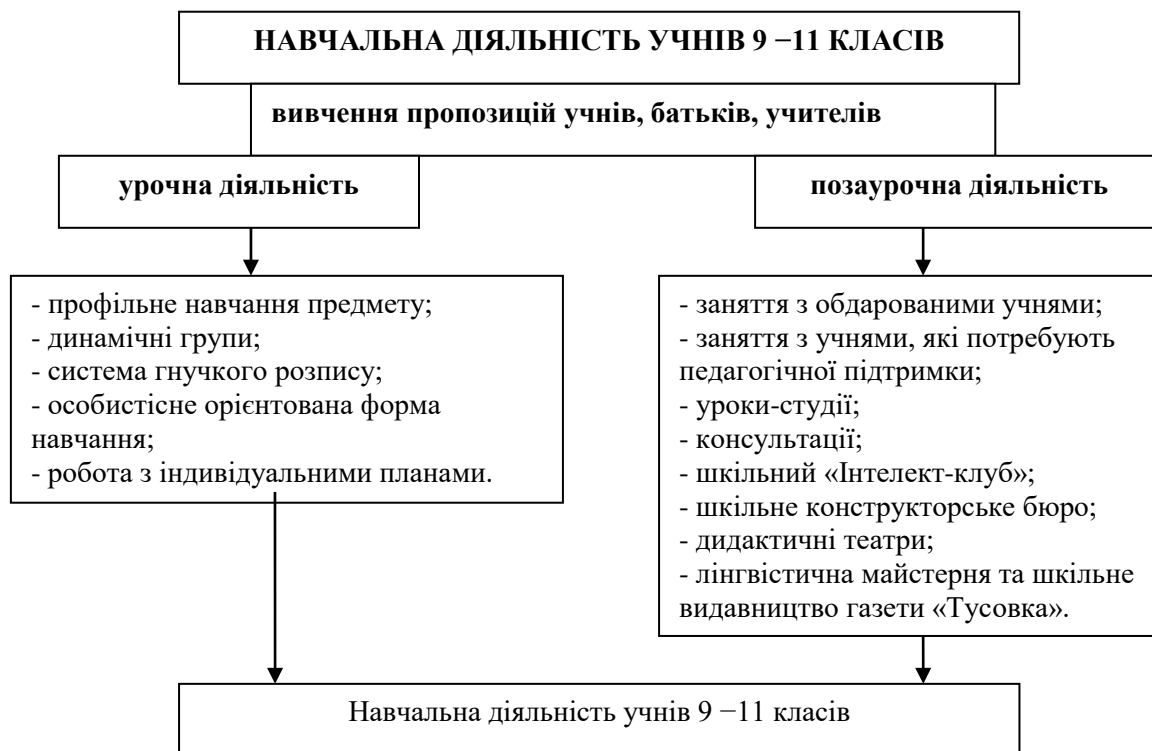 НАВЧАЛЬНА ДІЯЛЬНІСТЬ УЧНІВ 9 −11 КЛАСІВ
вивчення пропозицій учнів, батьків, учителів
урочна діяльність
позаурочна діяльність
- профільне навчання предмету;
- динамічні групи;
- система гнучкого розпису;
- особистісне орієнтована форма
навчання;
- робота з індивідуальними планами.
- заняття з обдарованими учнями;
- заняття з учнями, які потребують
педагогічної підтримки;
- уроки-студії;
- консультації;
- шкільний «Інтелект-клуб»;
- шкільне конструкторське бюро;
- дидактичні театри;
- лінгвістична майстерня та шкільне
видавництво газети «Тусовка».
Навчальна діяльність учнів 9 −11 класів